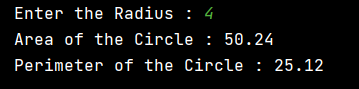 Enter the Radius : 4
Area of the Circle : 50.24
Perimeter of the Circle : 25.12